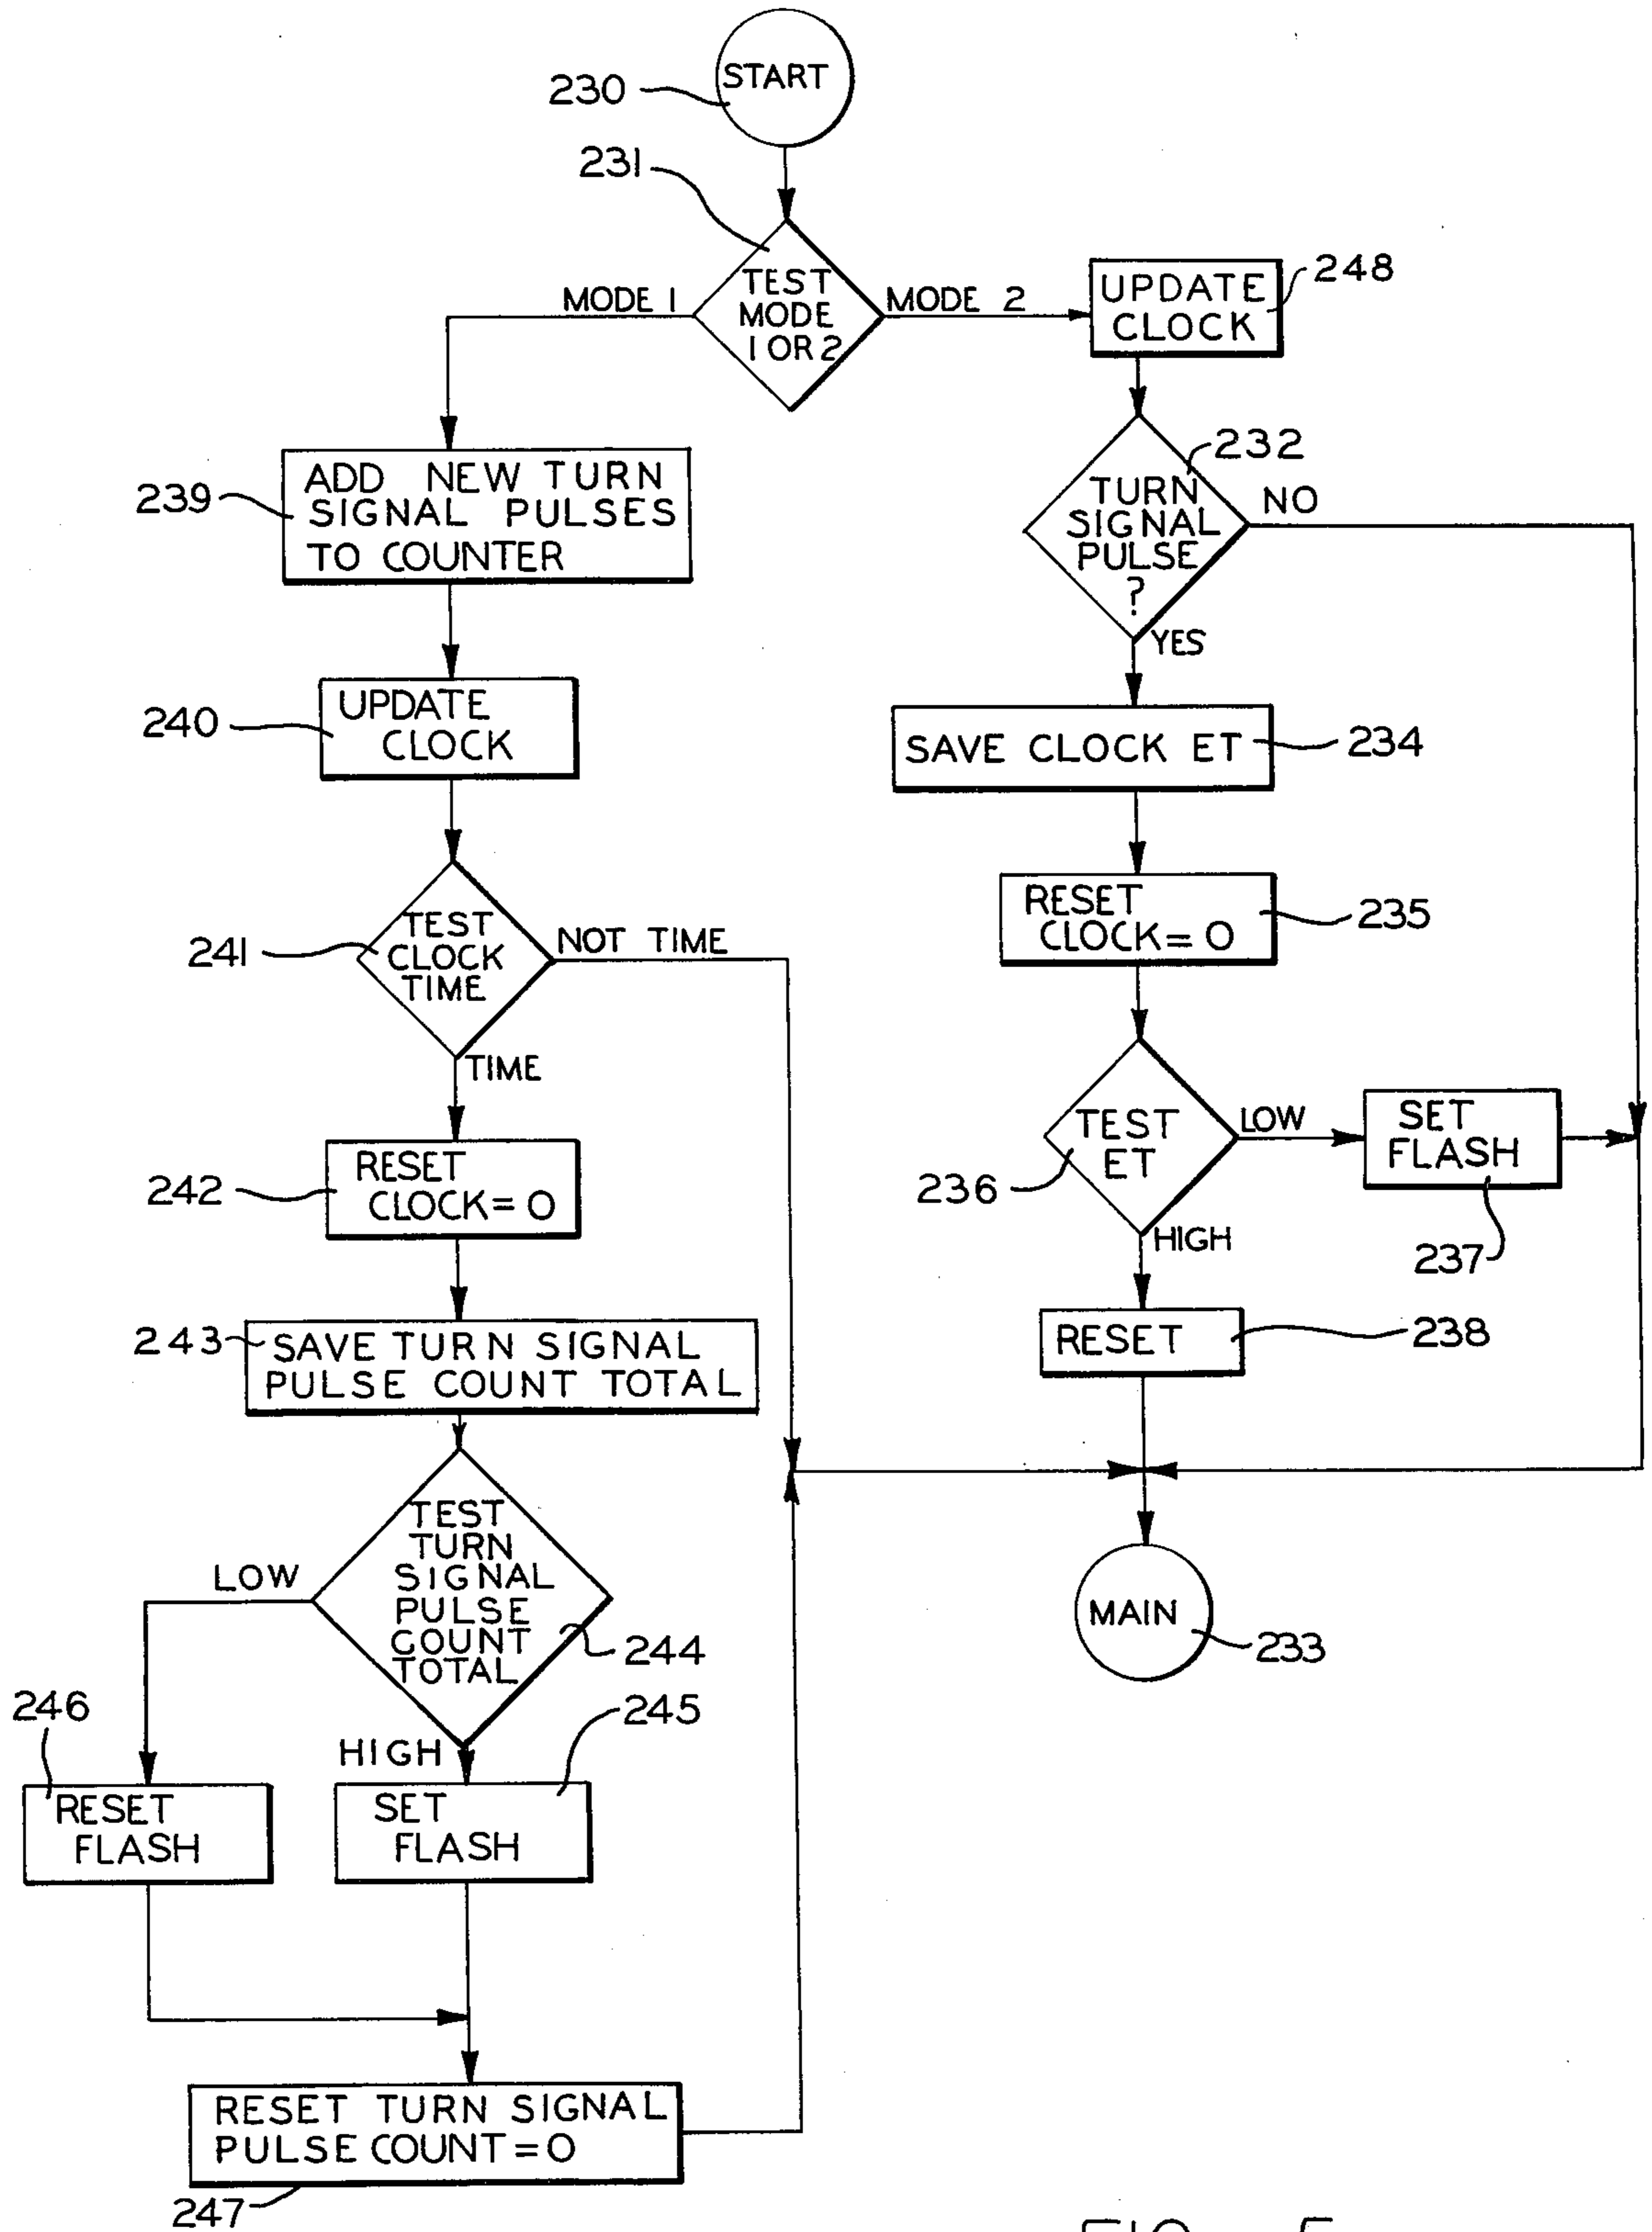 START
230
231
TEST
MODE
1 OR 2
MODE 1
MODE 2
UPDATE
CLOCK
248
239
ADD NEW TURN
SIGNAL PULSES
TO COUNTER
232
TURN
SIGNAL
PULSE
?
NO
YES
240
UPDATE
CLOCK
SAVE CLOCK ET
234
241
TEST
CLOCK
TIME
NOT TIME
TIME
RESET
CLOCK = 0
235
242
RESET
CLOCK = 0
TEST
ET
236
LOW
SET
FLASH
237
HIGH
243
SAVE TURN SIGNAL
PULSE COUNT TOTAL
RESET
238
TEST
TURN
SIGNAL
PULSE
COUNT
TOTAL
244
LOW
HIGH
MAIN
233
246
RESET
FLASH
245
SET
FLASH
RESET TURN SIGNAL
PULSE COUNT = 0
247